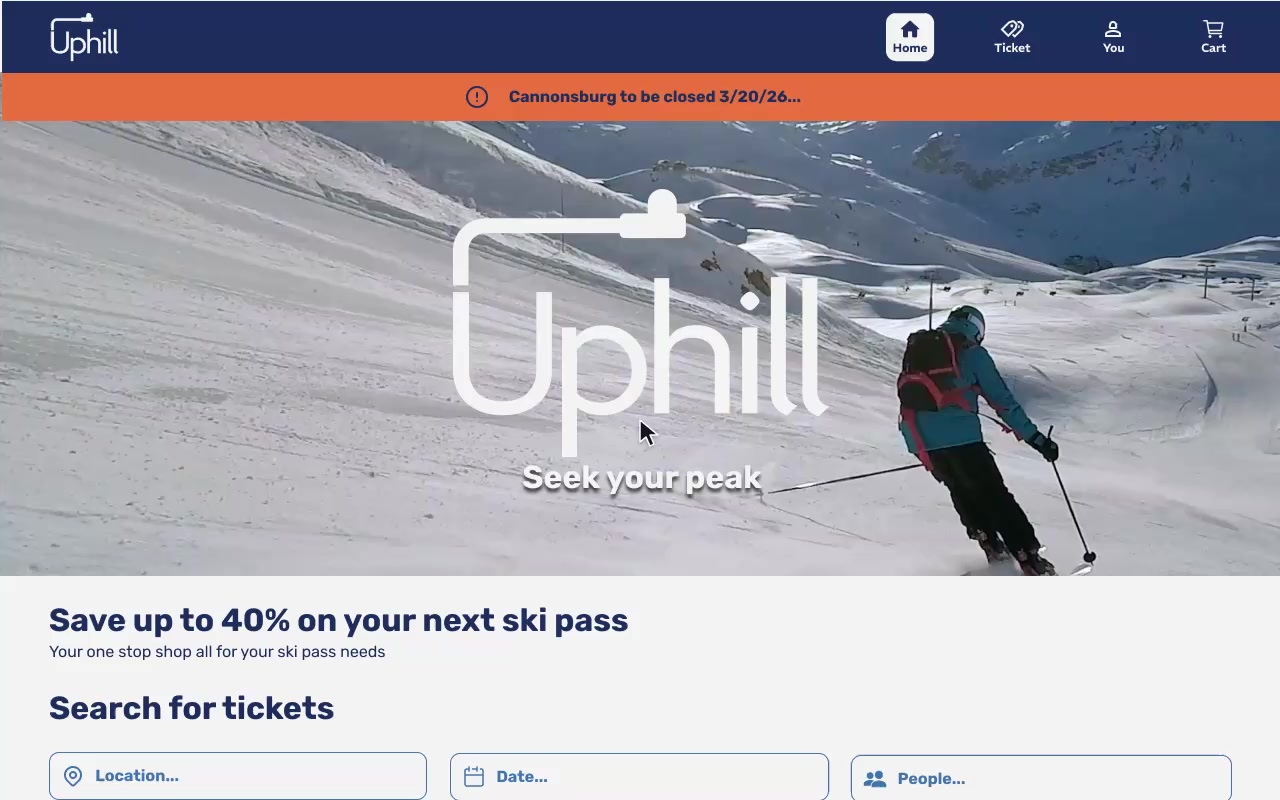 Uphill
Home
Ticket
You
Cart
Cannonsburg to be closed 3/20/26...
Uphill
Seek your peak
Save up to 40% on your next ski pass
Your one stop shop all for your ski pass needs
Search for tickets
Location...
Date...
People...